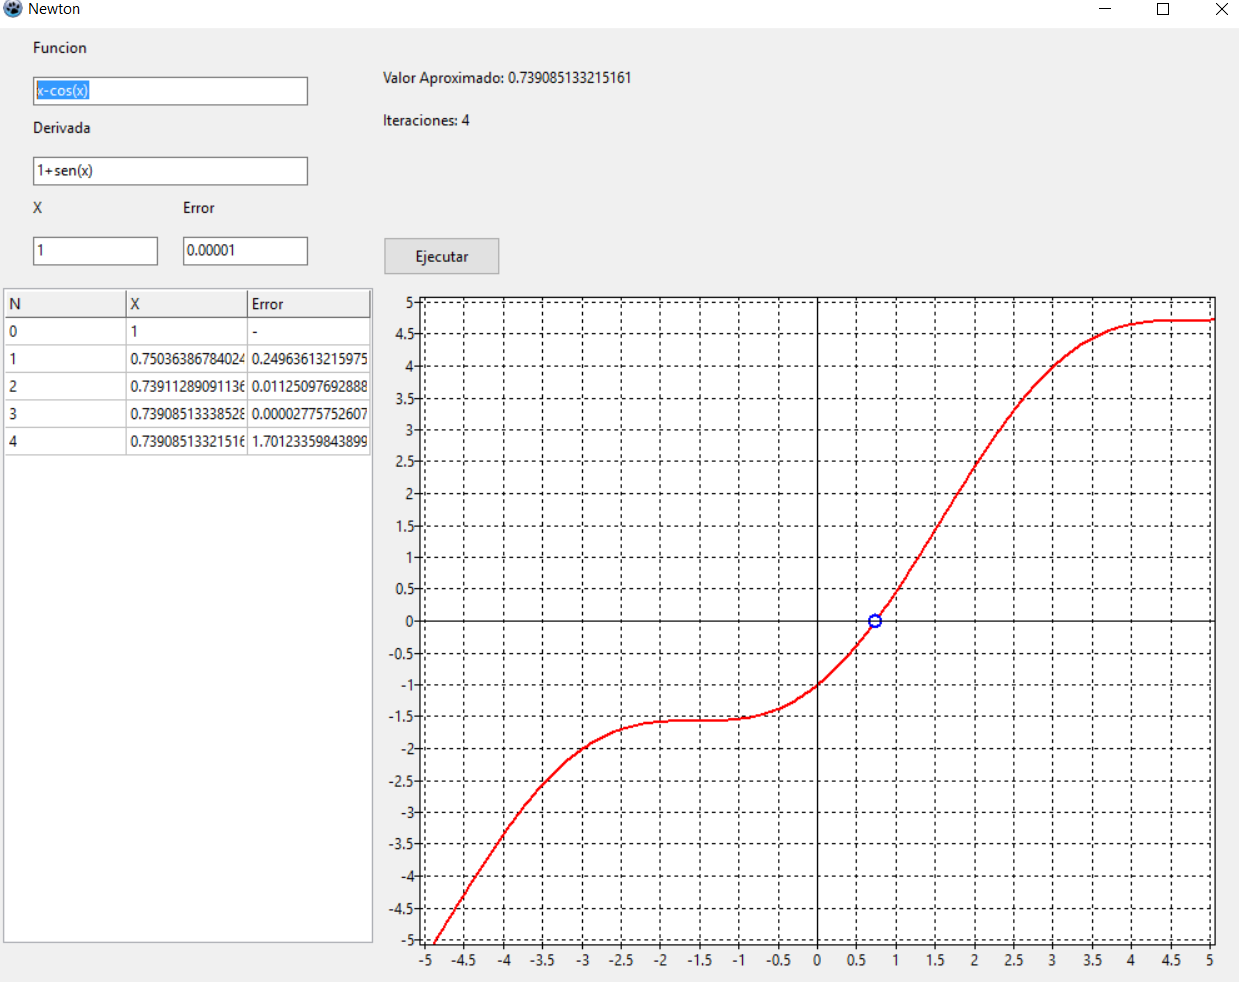 Newton
Funcion
x-cos(x)
Valor Aproximado: 0.739085133215161
Derivada
Iteraciones: 4
1+sen(x)
X Error
1 0.00001
Ejecutar
N X Error
0 1 -
1 0.75036386784024 0.24963613215975
2 0.73911289091136 0.01125097692888
3 0.73908513338528 0.00002775752607
4 0.73908513321516 1.70123359843899
5
4.5
4
3.5
3
2.5
2
1.5
1
0.5
0
-0.5
-1
-1.5
-2
-2.5
-3
-3.5
-4
-4.5
-5
-5 -4.5 -4 -3.5 -3 -2.5 -2 -1.5 -1 -0.5 0 0.5 1 1.5 2 2.5 3 3.5 4 4.5 5